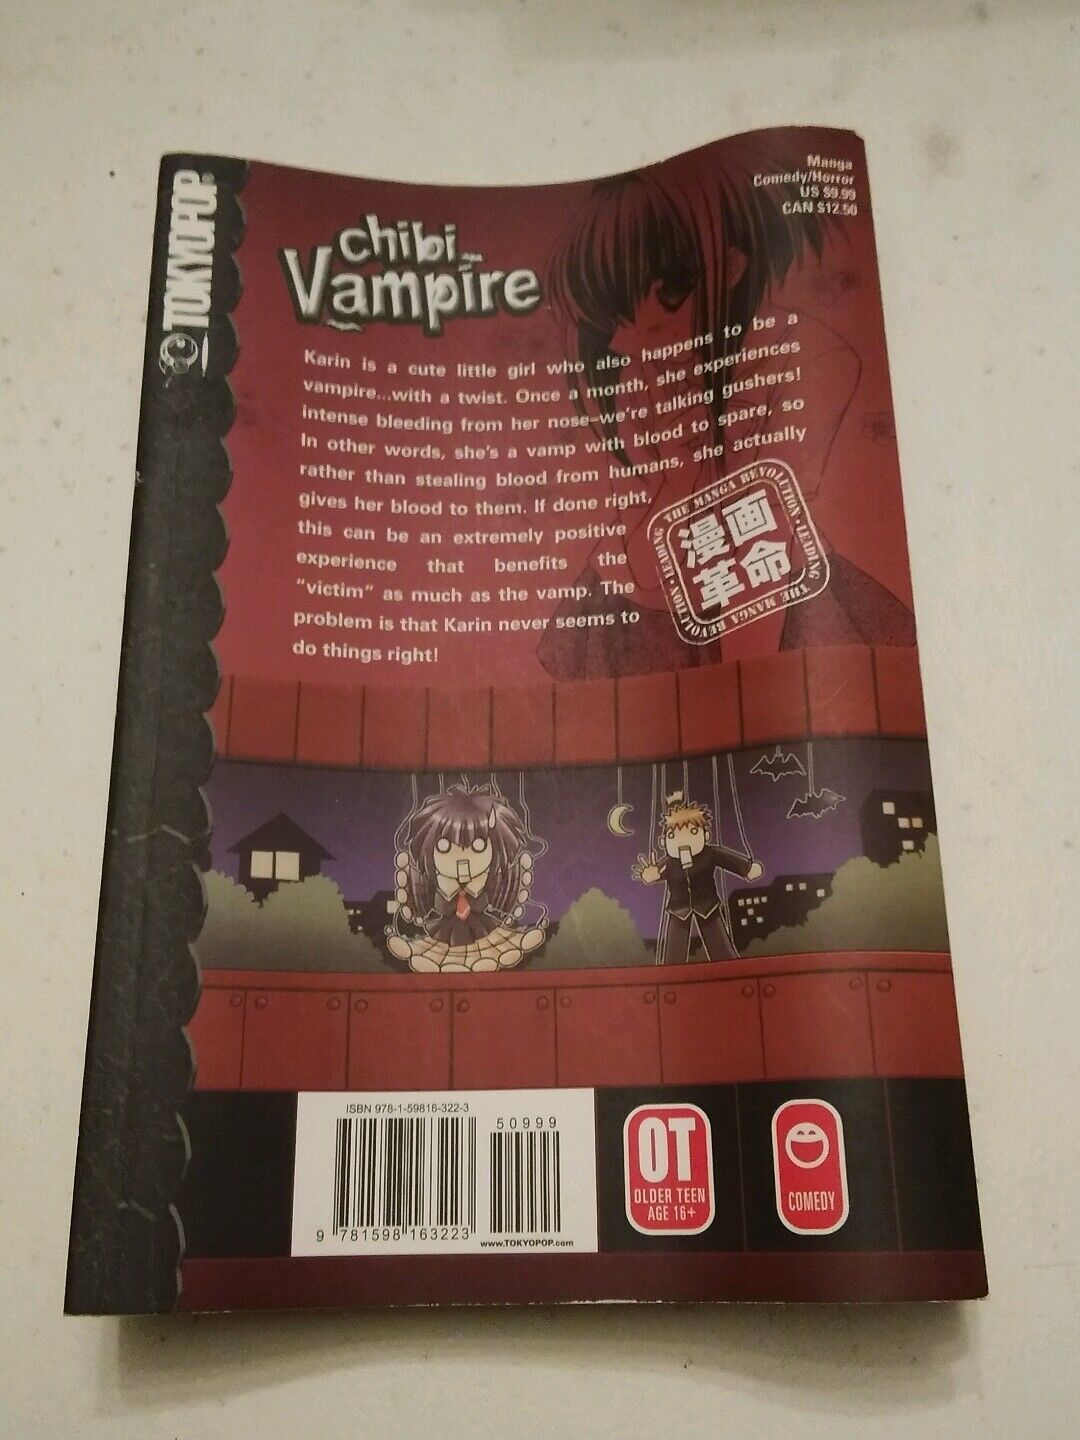 TOKYOPOP
Manga
Comedy/Horror
US $9.99
CAN $12.50
chibi
Vampire
Karin is a cute little girl who also happens to be a
vampire...with a twist. Once a month, she experiences
intense bleeding from her nose–we're talking gushers!
In other words, she's a vamp with blood to spare, so
rather than stealing blood from humans, she actually
gives her blood to them. If done right,
this can be an extremely positive
experience that benefits the
"victim" as much as the vamp. The
problem is that Karin never seems to
do things right!
LEADING THE MANGA REVOLUTION • LEADING THE MANGA REVOLUTION •
漫画
革命
ISBN 978-1-59816-322-3
50999
9 781598 163223
www.TOKYOPOP.com
OT
OLDER TEEN
AGE 16+
COMEDY